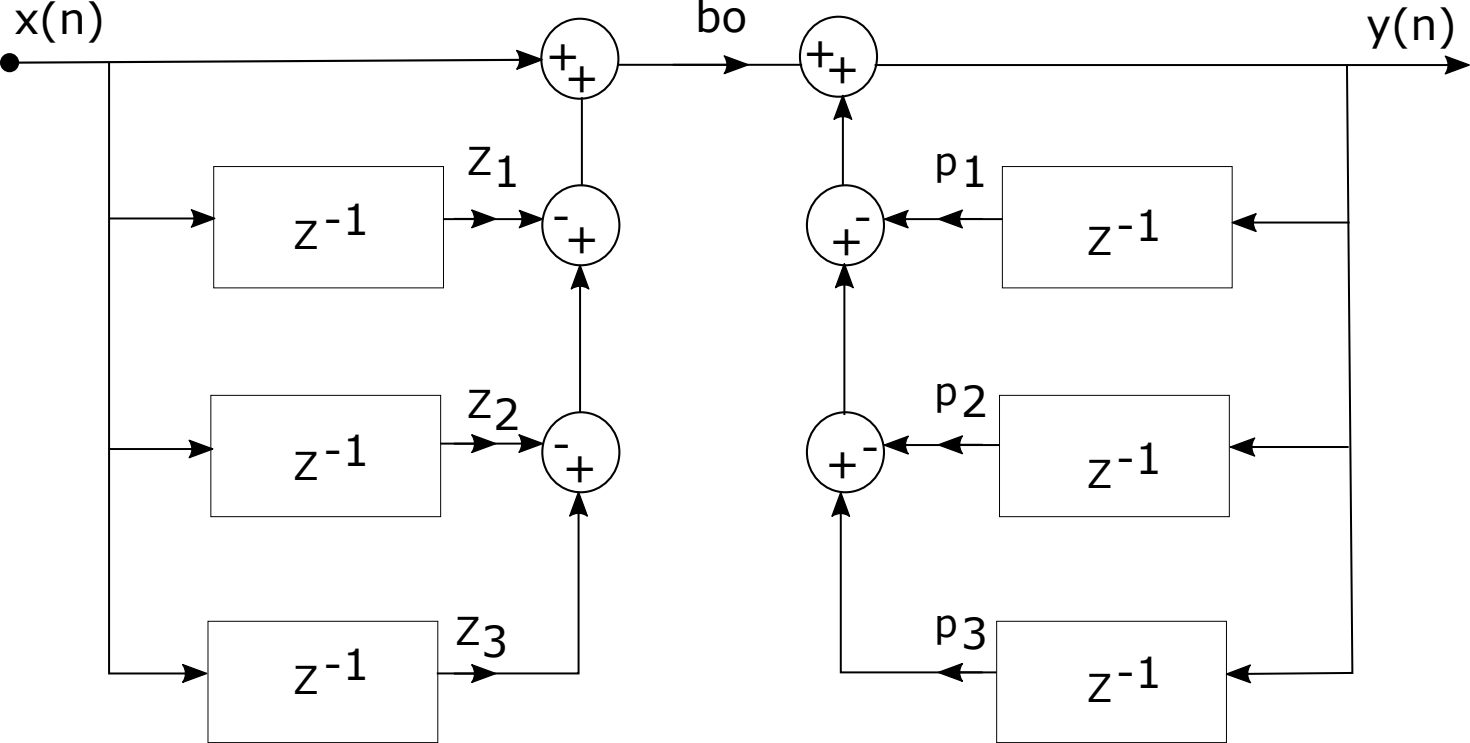 x(n) bo y(n)
+ + + +
z1 p1
z-1 - + - + z-1
z2 p2
z-1 - + + - z-1
z3 p3
z-1 z-1